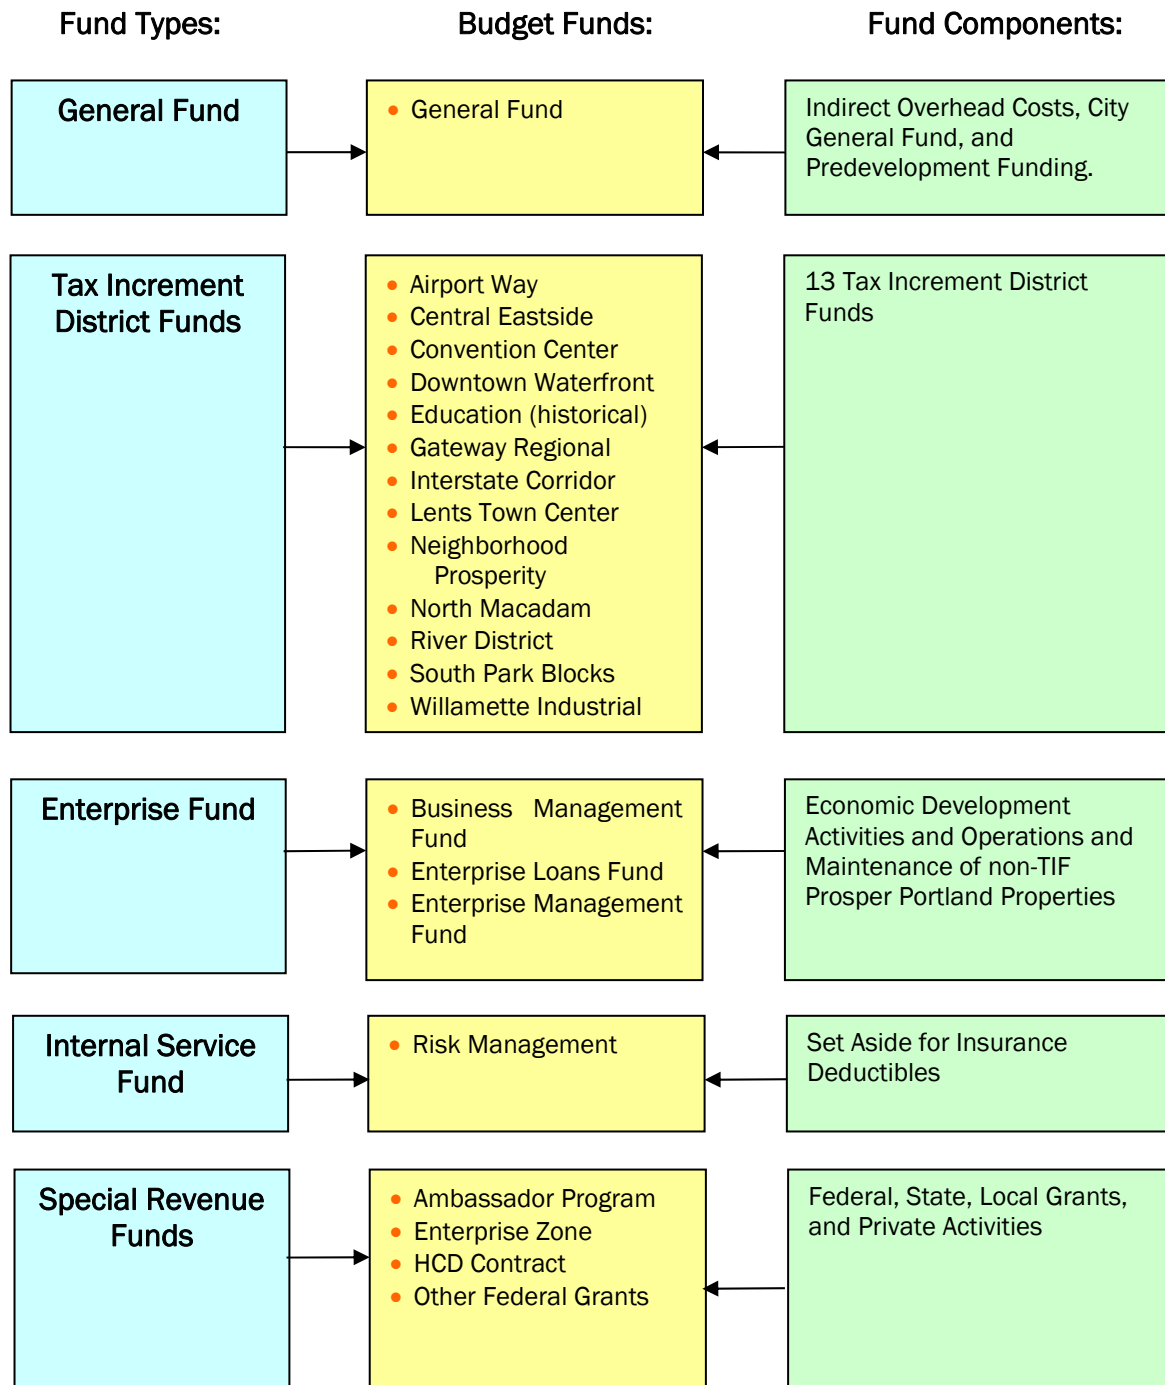 Fund Types:
Budget Funds:
Fund Components:
General Fund
• General Fund
Indirect Overhead Costs, City
General Fund, and
Predevelopment Funding.
Tax Increment
District Funds
• Airport Way
• Central Eastside
• Convention Center
• Downtown Waterfront
• Education (historical)
• Gateway Regional
• Interstate Corridor
• Lents Town Center
• Neighborhood
Prosperity
• North Macadam
• River District
• South Park Blocks
• Willamette Industrial
13 Tax Increment District
Funds
Enterprise Fund
• Business Management
Fund
• Enterprise Loans Fund
• Enterprise Management
Fund
Economic Development
Activities and Operations and
Maintenance of non-TIF
Prosper Portland Properties
Internal Service
Fund
• Risk Management
Set Aside for Insurance
Deductibles
Special Revenue
Funds
• Ambassador Program
• Enterprise Zone
• HCD Contract
• Other Federal Grants
Federal, State, Local Grants,
and Private Activities